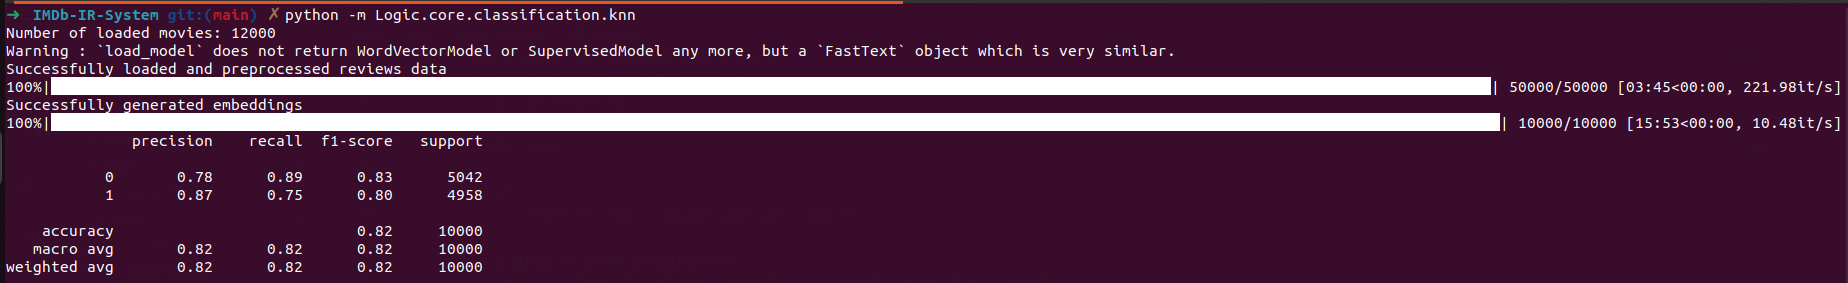 ➜ IMDb-IR-System git:(main) ✗ python -m Logic.core.classification.knn
Number of loaded movies: 12000
Warning : `load_model` does not return WordVectorModel or SupervisedModel any more, but a `FastText` object which is very similar.
Successfully loaded and preprocessed reviews data
100%| | 50000/50000 [03:45<00:00, 221.98it/s]
Successfully generated embeddings
100%| | 10000/10000 [15:53<00:00, 10.48it/s]
precision recall f1-score support
0 0.78 0.89 0.83 5042
1 0.87 0.75 0.80 4958
accuracy 0.82 10000
macro avg 0.82 0.82 0.82 10000
weighted avg 0.82 0.82 0.82 10000